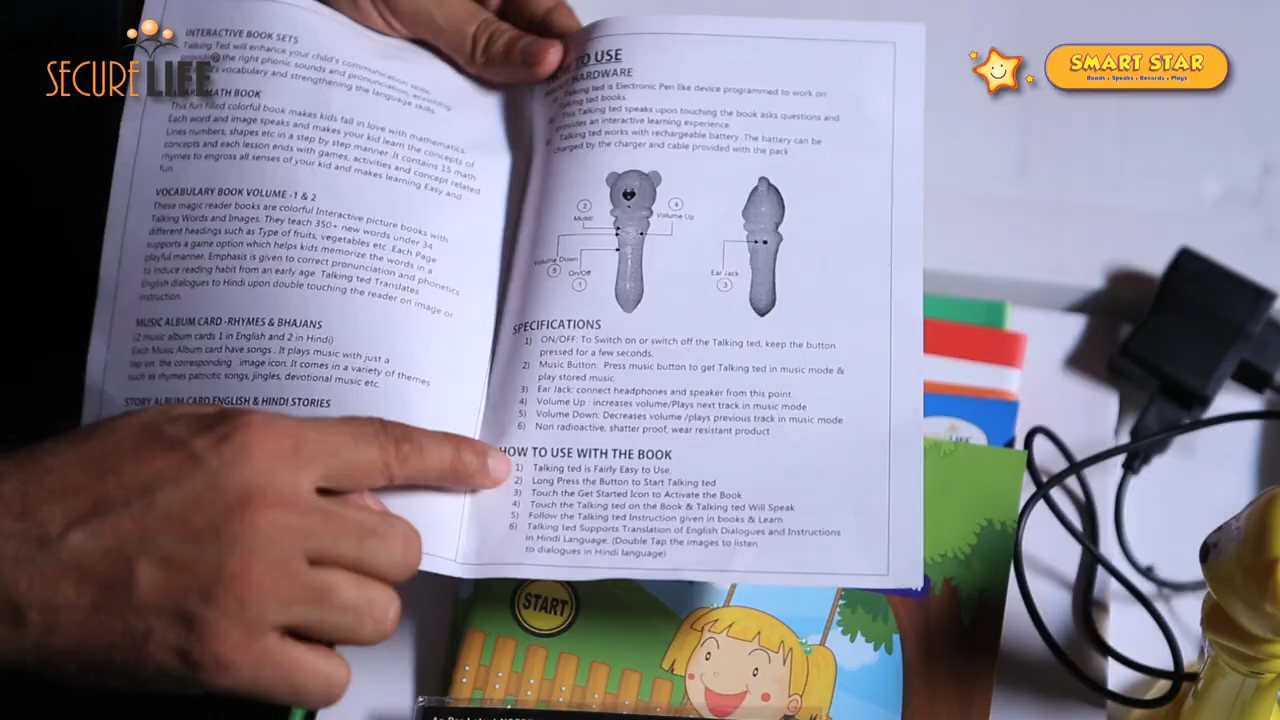 SECURE LIFE
SMART STAR
Reads • Speaks • Records • Plays
INTERACTIVE BOOK SETS
Talking Ted will enhance your child's communication skills,
providing the right phonic sounds and pronunciation, enriching
vocabulary and strengthening the language skills.
MATH BOOK
This fun filled colorful book makes kids fall in love with mathematics.
Each word and image speaks and makes your kid learn the concepts of
Lines numbers, shapes etc in a step by step manner .It contains 15 math
concepts and each lesson ends with games, activities and concept related
rhymes to engross all senses of your kid and makes learning Easy and
fun.
VOCABULARY BOOK VOLUME -1 & 2
These magic reader books are colorful Interactive picture books with
Talking Words and Images. They teach 350+ new words under 34
different headings such as Type of fruits, vegetables etc. Each Page
supports a game option which helps kids memorize the words in a
playful manner. Emphasis is given to correct pronunciation and phonetics
to induce reading habit from an early age. Talking ted Translates
English dialogues to Hindi upon double touching the reader on image or
instruction.
MUSIC ALBUM CARD -RHYMES & BHAJANS
(2 music album cards 1 in English and 2 in Hindi)
Each Music Album card have songs . It plays music with just a
tap on the corresponding image icon. It comes in a variety of themes
such as rhymes patriotic songs, jingles, devotional music etc.
STORY ALBUM CARD ENGLISH & HINDI STORIES
TO USE
HARDWARE
Talking ted is Electronic Pen like device programmed to work on
Talking ted books.
This Talking ted speaks upon touching the book asks questions and
provides an interactive learning experience.
Talking ted works with rechargeable battery .The battery can be
charged by the charger and cable provided with the pack
2
Music
4
Volume Up
Volume Down
5
On/Off
1
Ear Jack
3
SPECIFICATIONS
1) ON/OFF: To Switch on or switch off the Talking ted, keep the button
pressed for a few seconds.
2) Music Button: Press music button to get Talking ted in music mode &
play stored music
3) Ear Jack: connect headphones and speaker from this point
4) Volume Up : increases volume/Plays next track in music mode
5) Volume Down: Decreases volume /plays previous track in music mode
6) Non radioactive, shatter proof, wear resistant product
HOW TO USE WITH THE BOOK
1) Talking ted is Fairly Easy to Use.
2) Long Press the Button to Start Talking ted
3) Touch the Get Started Icon to Activate the Book
4) Touch the Talking ted on the Book & Talking ted Will Speak
5) Follow the Talking ted Instruction given in books & Learn
6) Talking ted Supports Translation of English Dialogues and Instructions
in Hindi Language. (Double Tap the images to listen
to dialogues in Hindi language)
START